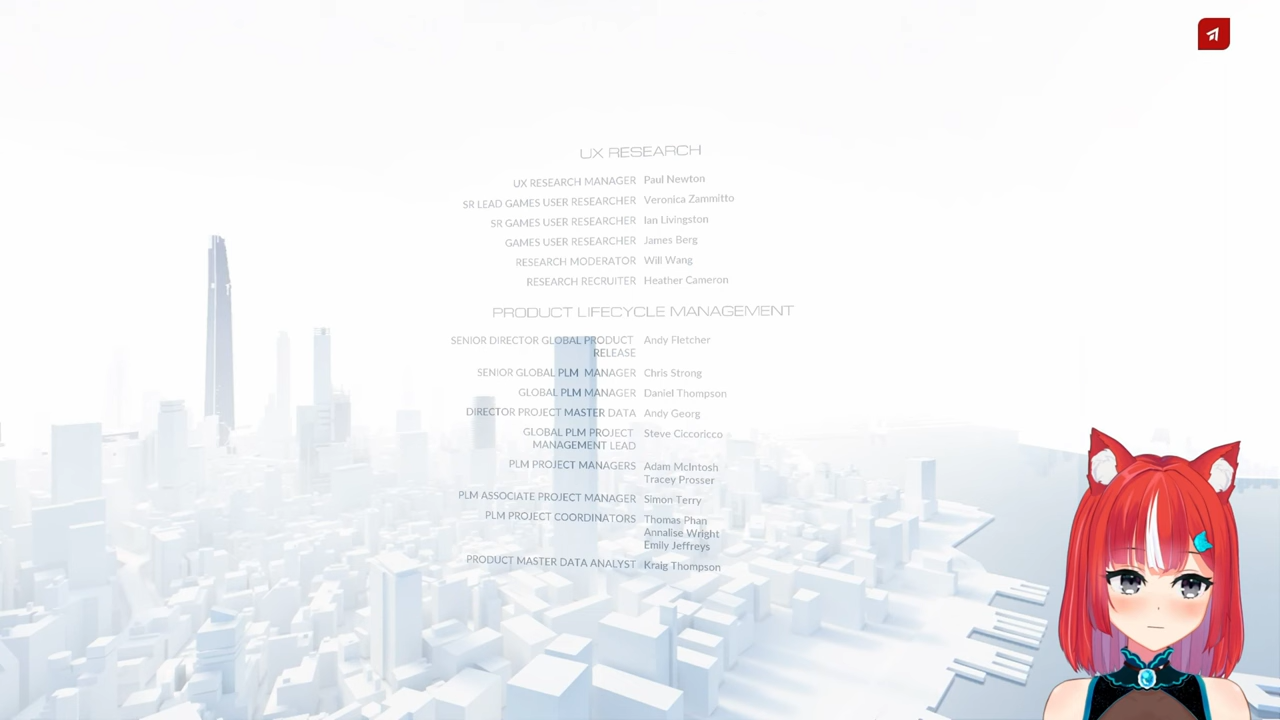 UX RESEARCH
UX RESEARCH MANAGER Paul Newton
SR LEAD GAMES USER RESEARCHER Veronica Zammitto
SR GAMES USER RESEARCHER Ian Livingston
GAMES USER RESEARCHER James Berg
RESEARCH MODERATOR Will Wang
RESEARCH RECRUITER Heather Cameron
PRODUCT LIFECYCLE MANAGEMENT
SENIOR DIRECTOR GLOBAL PRODUCT Andy Fletcher
RELEASE
SENIOR GLOBAL PLM MANAGER Chris Strong
GLOBAL PLM MANAGER Daniel Thompson
DIRECTOR PROJECT MASTER DATA Andy Georg
GLOBAL PLM PROJECT Steve Ciccoricco
MANAGEMENT LEAD
PLM PROJECT MANAGERS Adam McIntosh
Tracey Prosser
PLM ASSOCIATE PROJECT MANAGER Simon Terry
PLM PROJECT COORDINATORS Thomas Phan
Annalise Wright
Emily Jeffreys
PRODUCT MASTER DATA ANALYST Kraig Thompson